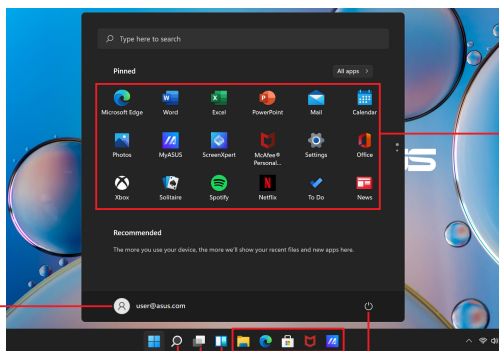 Type here to search
Pinned
All apps >
Microsoft Edge
Word
Excel
PowerPoint
Mail
Calendar
Photos
MyASUS
ScreenXpert
McAfee®
Personal...
Settings
Office
Xbox
Solitaire
Spotify
Netflix
To Do
News
Recommended
The more you use your device, the more we'll show your recent files and new apps here.
user@asus.com